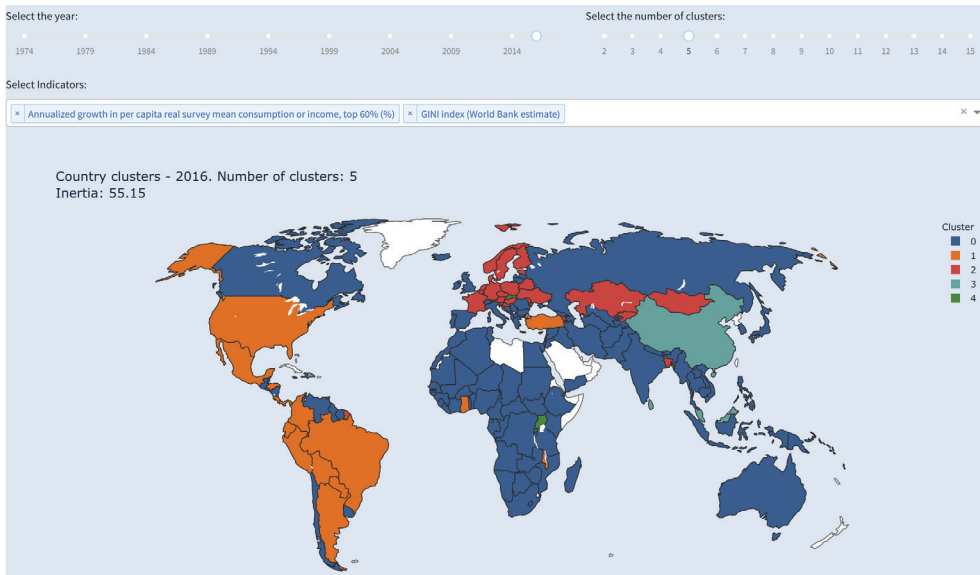 Select the year:
1974 1979 1984 1989 1994 1999 2004 2009 2014
Select the number of clusters:
2 3 4 5 6 7 8 9 10 11 12 13 14 15
Select Indicators:
× Annualized growth in per capita real survey mean consumption or income, top 60% (%) × GINI index (World Bank estimate) ×
Country clusters - 2016. Number of clusters: 5
Inertia: 55.15
Cluster
0
1
2
3
4